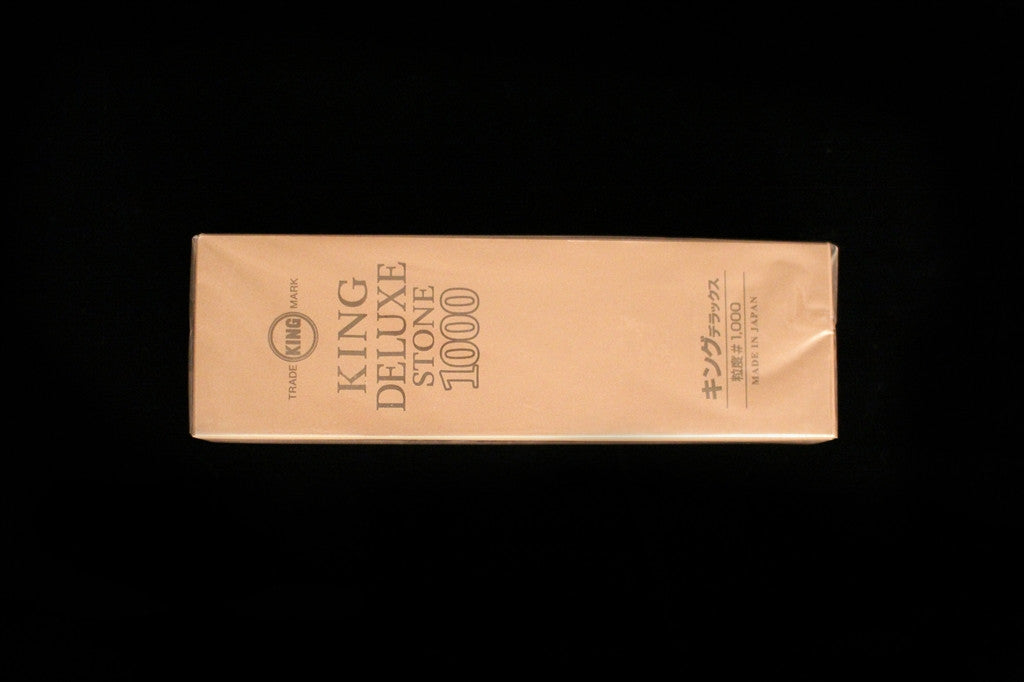 TRADE KING MARK
KING
DELUXE
STONE
1000
キングデラックス
粒度 # 1,000
MADE IN JAPAN